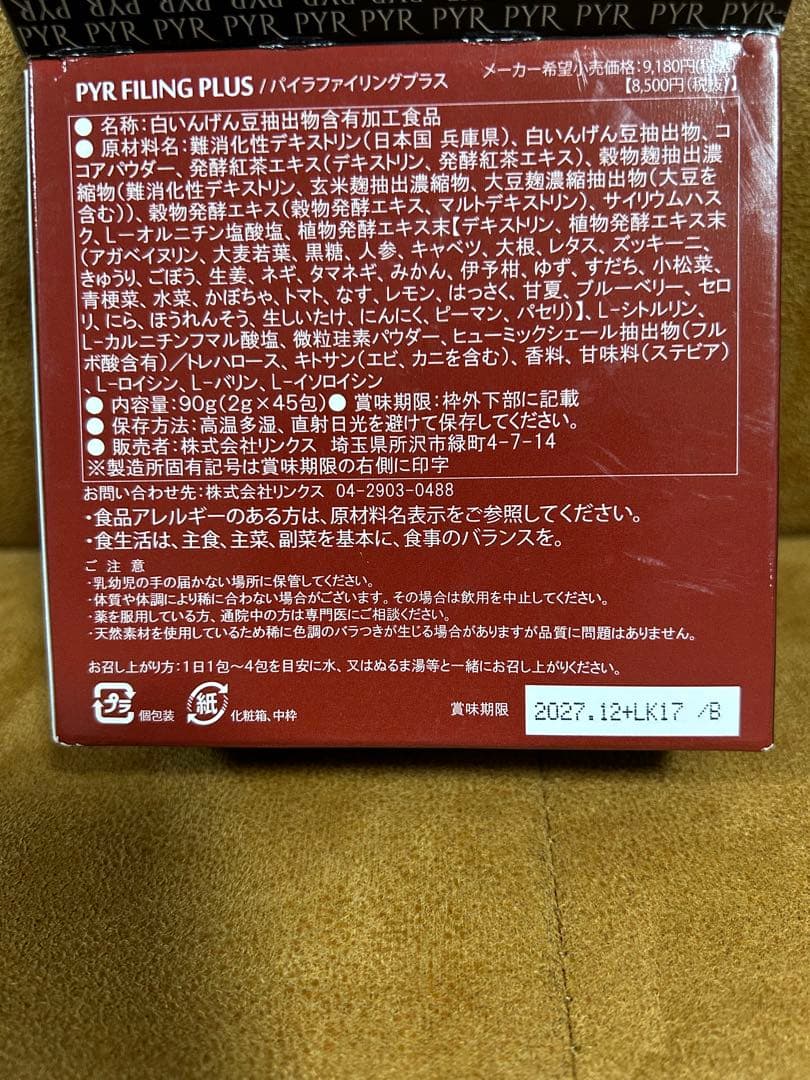 PYR PYR PYR PYR PYR PYR PYR PYR PYR PYR PYR
PYR FILING PLUS / パイラファイリングプラス
メーカー希望小売価格:9,180円(税込)
【8,500円(税抜)】
● 名称:白いんげん豆抽出物含有加工食品
● 原材料名:難消化性デキストリン(日本国 兵庫県)、白いんげん豆抽出物、コ
コアパウダー、発酵紅茶エキス(デキストリン、発酵紅茶エキス)、穀物麹抽出濃
縮物(難消化性デキストリン、玄米麹抽出濃縮物、大豆麹濃縮抽出物(大豆を
含む))、穀物発酵エキス(穀物発酵エキス、マルトデキストリン)、サイリウムハス
ク、L-オルニチン塩酸塩、植物発酵エキス末【デキストリン、植物発酵エキス末
(アガベイヌリン、大麦若葉、黒糖、人参、キャベツ、大根、レタス、ズッキーニ、
きゅうり、ごぼう、生姜、ネギ、タマネギ、みかん、伊予柑、ゆず、すだち、小松菜、
青梗菜、水菜、かぼちゃ、トマト、なす、レモン、はっさく、甘夏、ブルーベリー、セロ
リ、にら、ほうれんそう、生しいたけ、にんにく、ピーマン、パセリ)】、L-シトルリン、
L-カルニチンフマル酸塩、微粒珪素パウダー、ヒューミックシェール抽出物(フル
ボ酸含有)/トレハロース、キトサン(エビ、カニを含む)、香料、甘味料(ステビア)
、L-ロイシン、L-バリン、L-イソロイシン
● 内容量:90g(2g×45包)● 賞味期限:枠外下部に記載
● 保存方法:高温多湿、直射日光を避けて保存してください。
● 販売者:株式会社リンクス 埼玉県所沢市緑町4-7-14
※製造所固有記号は賞味期限の右側に印字
お問い合わせ先:株式会社リンクス 04-2903-0488
・食品アレルギーのある方は、原材料名表示をご参照してください。
・食生活は、主食、主菜、副菜を基本に、食事のバランスを。
ご注意
・乳幼児の手の届かない場所に保管してください。
・体質や体調により稀に合わない場合がございます。その場合は飲用を中止してください。
・薬を服用している方、通院中の方は専門医にご相談ください。
・天然素材を使用しているため稀に色調のバラつきが生じる場合がありますが品質に問題はありません。
お召し上がり方:1日1包～4包を目安に水、又はぬるま湯等と一緒にお召し上がりください。
プラ 個包装 紙 化粧箱、中枠
賞味期限 2027.12+LK17 /B